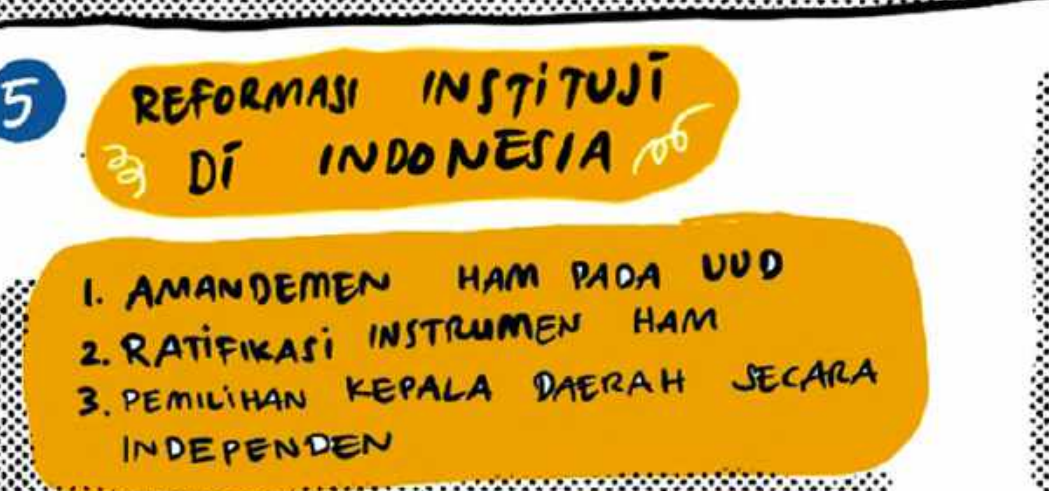 5
REFORMASI INSTITUSI
DI INDONESIA
1. AMANDEMEN HAM PADA UUD
2. RATIFIKASI INSTRUMEN HAM
3. PEMILIHAN KEPALA DAERAH SECARA
INDEPENDEN